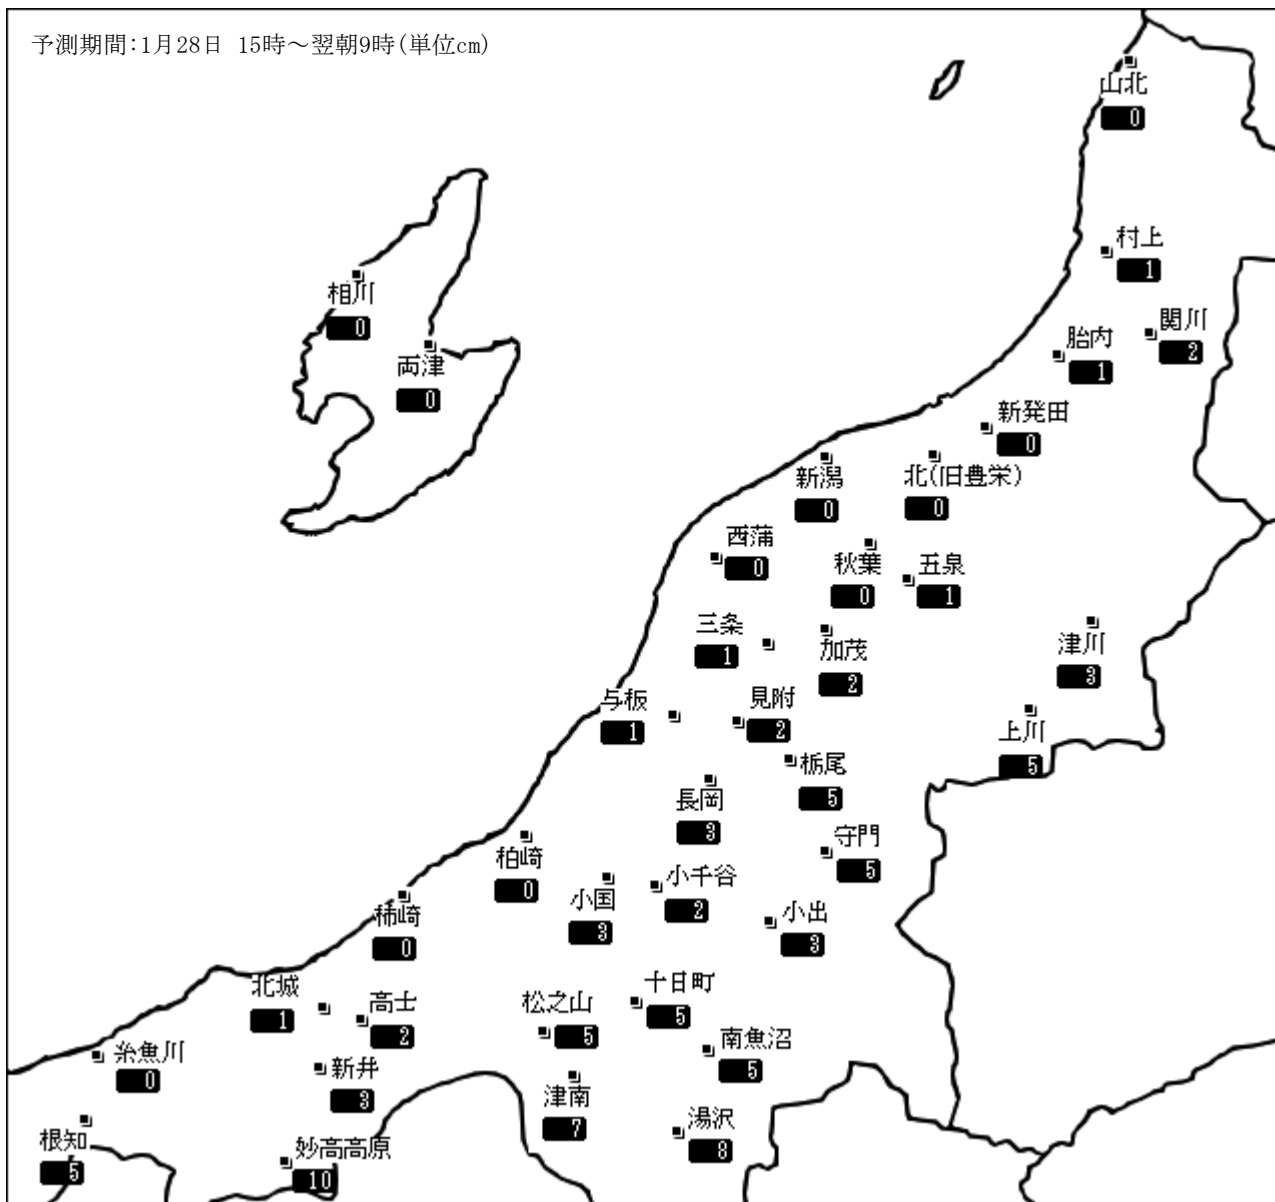 予測期間:1月28日 15時～翌朝9時(単位cm)
山北
0
村上
1
相川
0
関川
2
胎内
1
両津
0
新発田
0
新潟
0
北(旧豊栄)
0
西蒲
0
秋葉
0
五泉
1
三条
1
加茂
2
津川
3
与板
1
見附
2
上川
5
栃尾
5
長岡
3
守門
5
柏崎
0
小千谷
2
小国
3
小出
3
柿崎
0
北城
1
高士
2
松之山
5
十日町
5
南魚沼
5
糸魚川
0
新井
3
津南
7
湯沢
8
根知
5
妙高高原
10